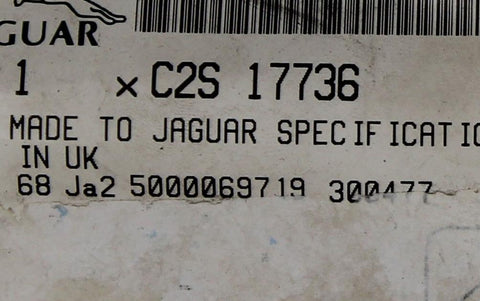 GUAR
1 x C2S 17736
MADE TO JAGUAR SPECIFICATIO
IN UK
68 Ja2 5000069719 300477